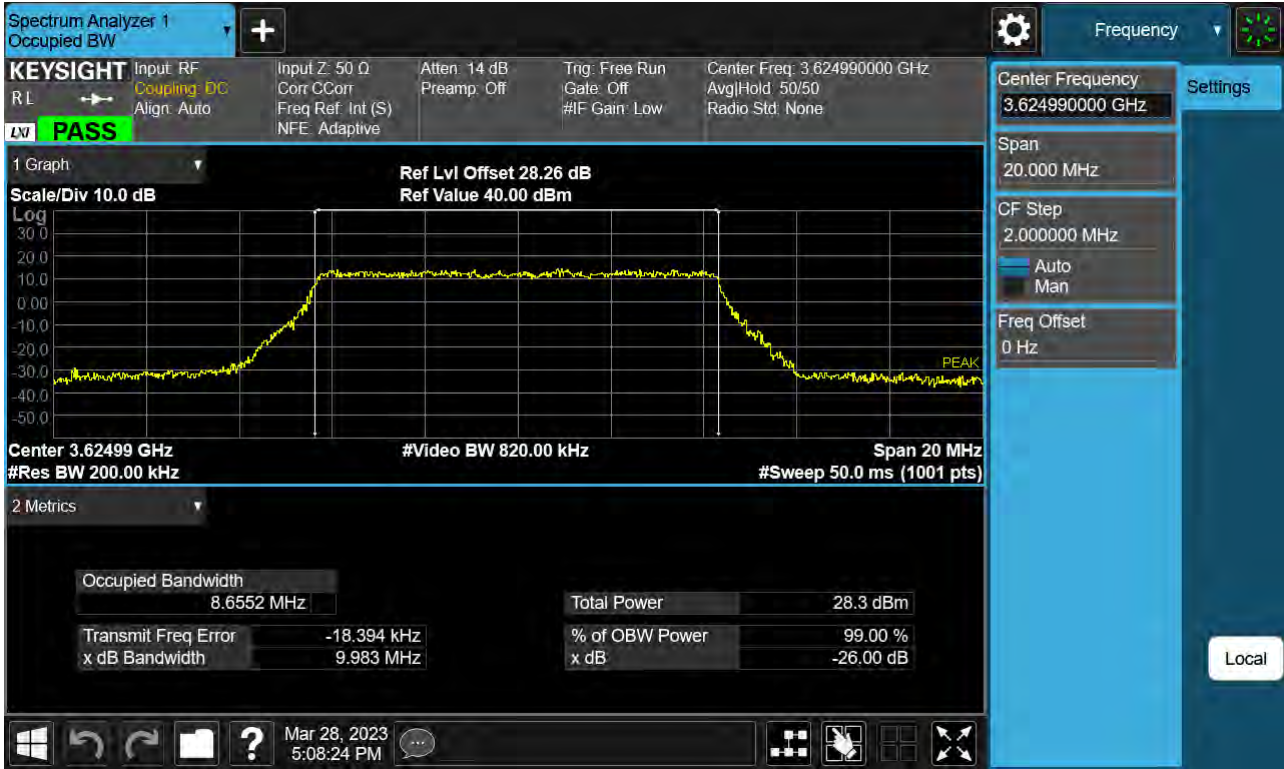 Spectrum Analyzer 1
Occupied BW
Frequency
KEYSIGHT
RL
LXI
PASS
Input: RF
Coupling: DC
Align: Auto
Input Z: 50 Ω
Corr CCorr
Freq Ref: Int (S)
NFE: Adaptive
Atten: 14 dB
Preamp: Off
Trig: Free Run
Gate: Off
#IF Gain: Low
Center Freq: 3.624990000 GHz
Avg|Hold: 50/50
Radio Std: None
Center Frequency
3.624990000 GHz
Settings
Span
20.000 MHz
CF Step
2.000000 MHz
Auto
Man
Freq Offset
0 Hz
Local
1 Graph
Scale/Div 10.0 dB
Ref Lvl Offset 28.26 dB
Ref Value 40.00 dBm
Log
30.0
20.0
10.0
0.00
-10.0
-20.0
-30.0
-40.0
-50.0
PEAK
Center 3.62499 GHz
#Video BW 820.00 kHz
Span 20 MHz
#Res BW 200.00 kHz
#Sweep 50.0 ms (1001 pts)
2 Metrics
Occupied Bandwidth
8.6552 MHz
Total Power 28.3 dBm
Transmit Freq Error -18.394 kHz
% of OBW Power 99.00 %
x dB Bandwidth 9.983 MHz
x dB -26.00 dB
?
Mar 28, 2023
5:08:24 PM